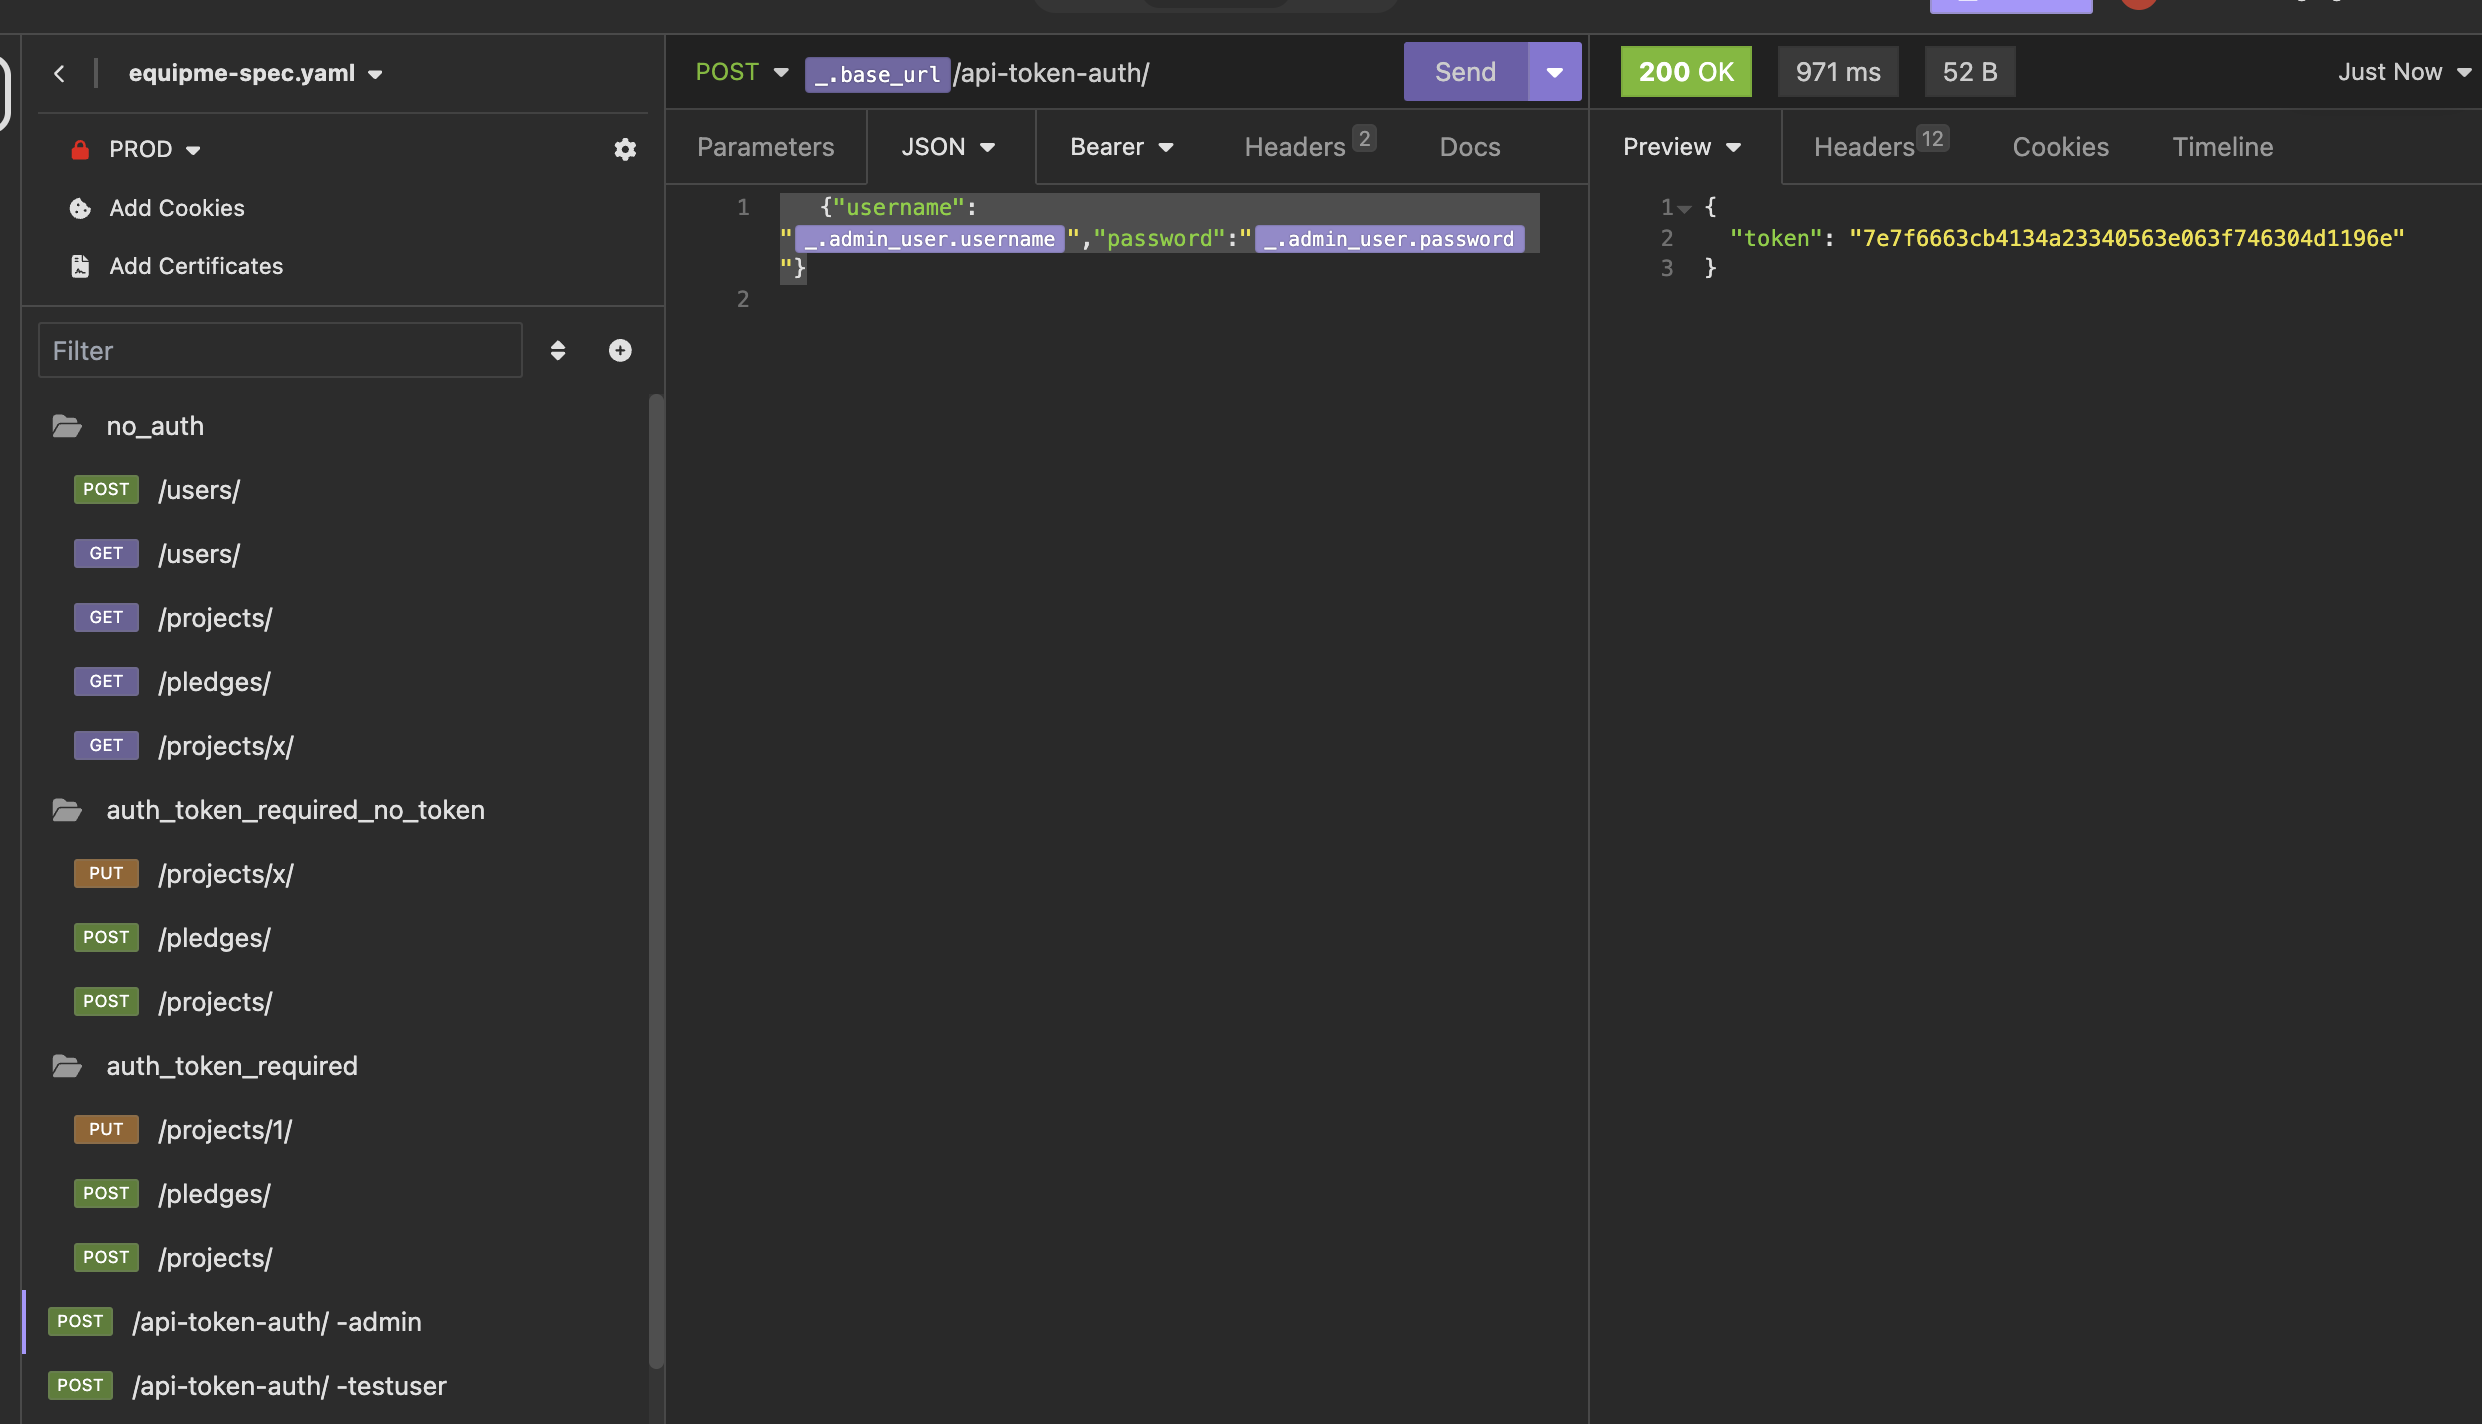 equipme-spec.yaml
PROD
Add Cookies
Add Certificates
Filter
no_auth
POST /users/
GET /users/
GET /projects/
GET /pledges/
GET /projects/x/
auth_token_required_no_token
PUT /projects/x/
POST /pledges/
POST /projects/
auth_token_required
PUT /projects/1/
POST /pledges/
POST /projects/
POST /api-token-auth/ -admin
POST /api-token-auth/ -testuser
POST _.base_url/api-token-auth/ Send
Parameters JSON Bearer Headers 2 Docs
1 {"username":
"_.admin_user.username","password":"_.admin_user.password
"}
2
200 OK 971 ms 52 B Just Now
Preview Headers 12 Cookies Timeline
1 {
2 "token": "7e7f6663cb4134a23340563e063f746304d1196e"
3 }